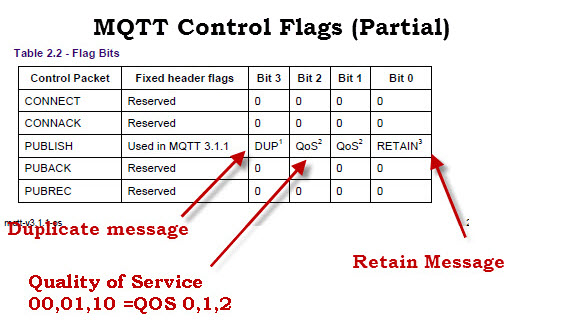 MQTT Control Flags (Partial)
Table 2.2 - Flag Bits
Control Packet Fixed header flags Bit 3 Bit 2 Bit 1 Bit 0
CONNECT Reserved 0 0 0 0
CONNACK Reserved 0 0 0 0
PUBLISH Used in MQTT 3.1.1 DUP¹ QoS² QoS² RETAIN³
PUBACK Reserved 0 0 0 0
PUBREC Reserved 0 0 0 0
Duplicate message
Retain Message
Quality of Service
00,01,10 =QOS 0,1,2